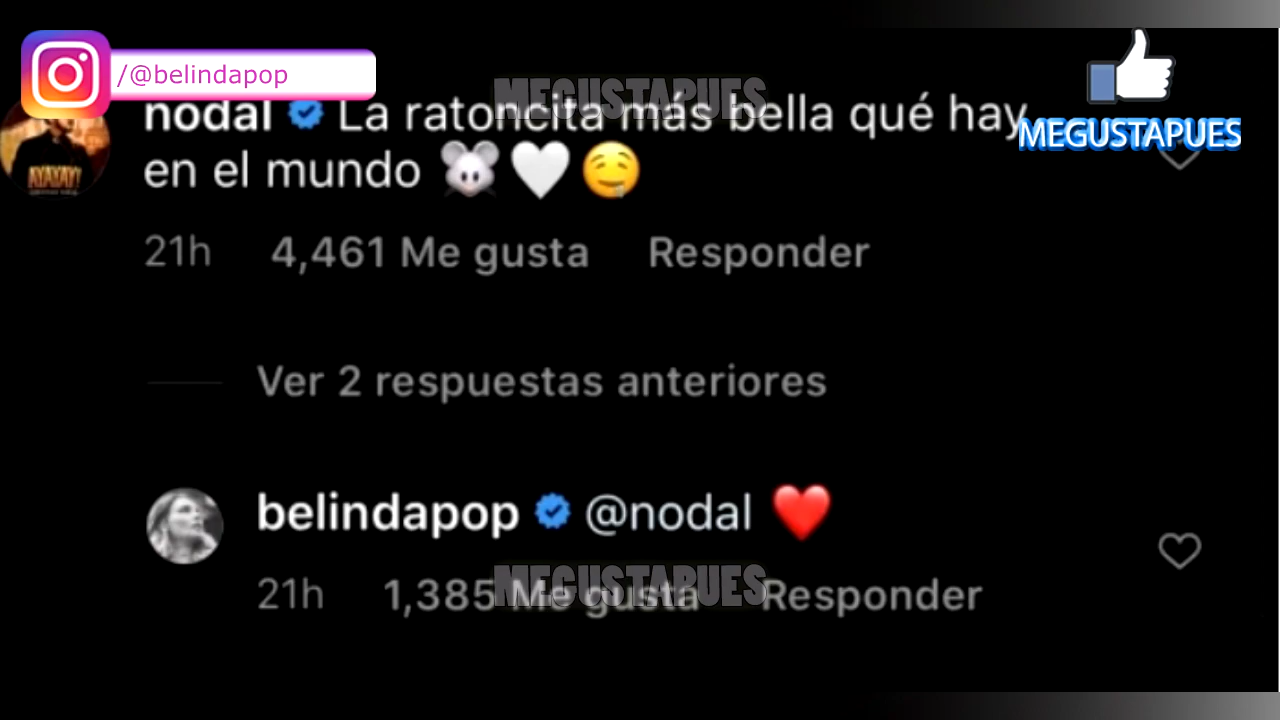 /@belindapop
MEGUSTAPUES
MEGUSTAPUES
nodal La ratoncita más bella qué hay
en el mundo 🐭🤍🤤
AYAYAY!
21h 4,461 Me gusta Responder
Ver 2 respuestas anteriores
belindapop @nodal ❤️
MEGUSTAPUES
21h 1,385 Me gusta Responder